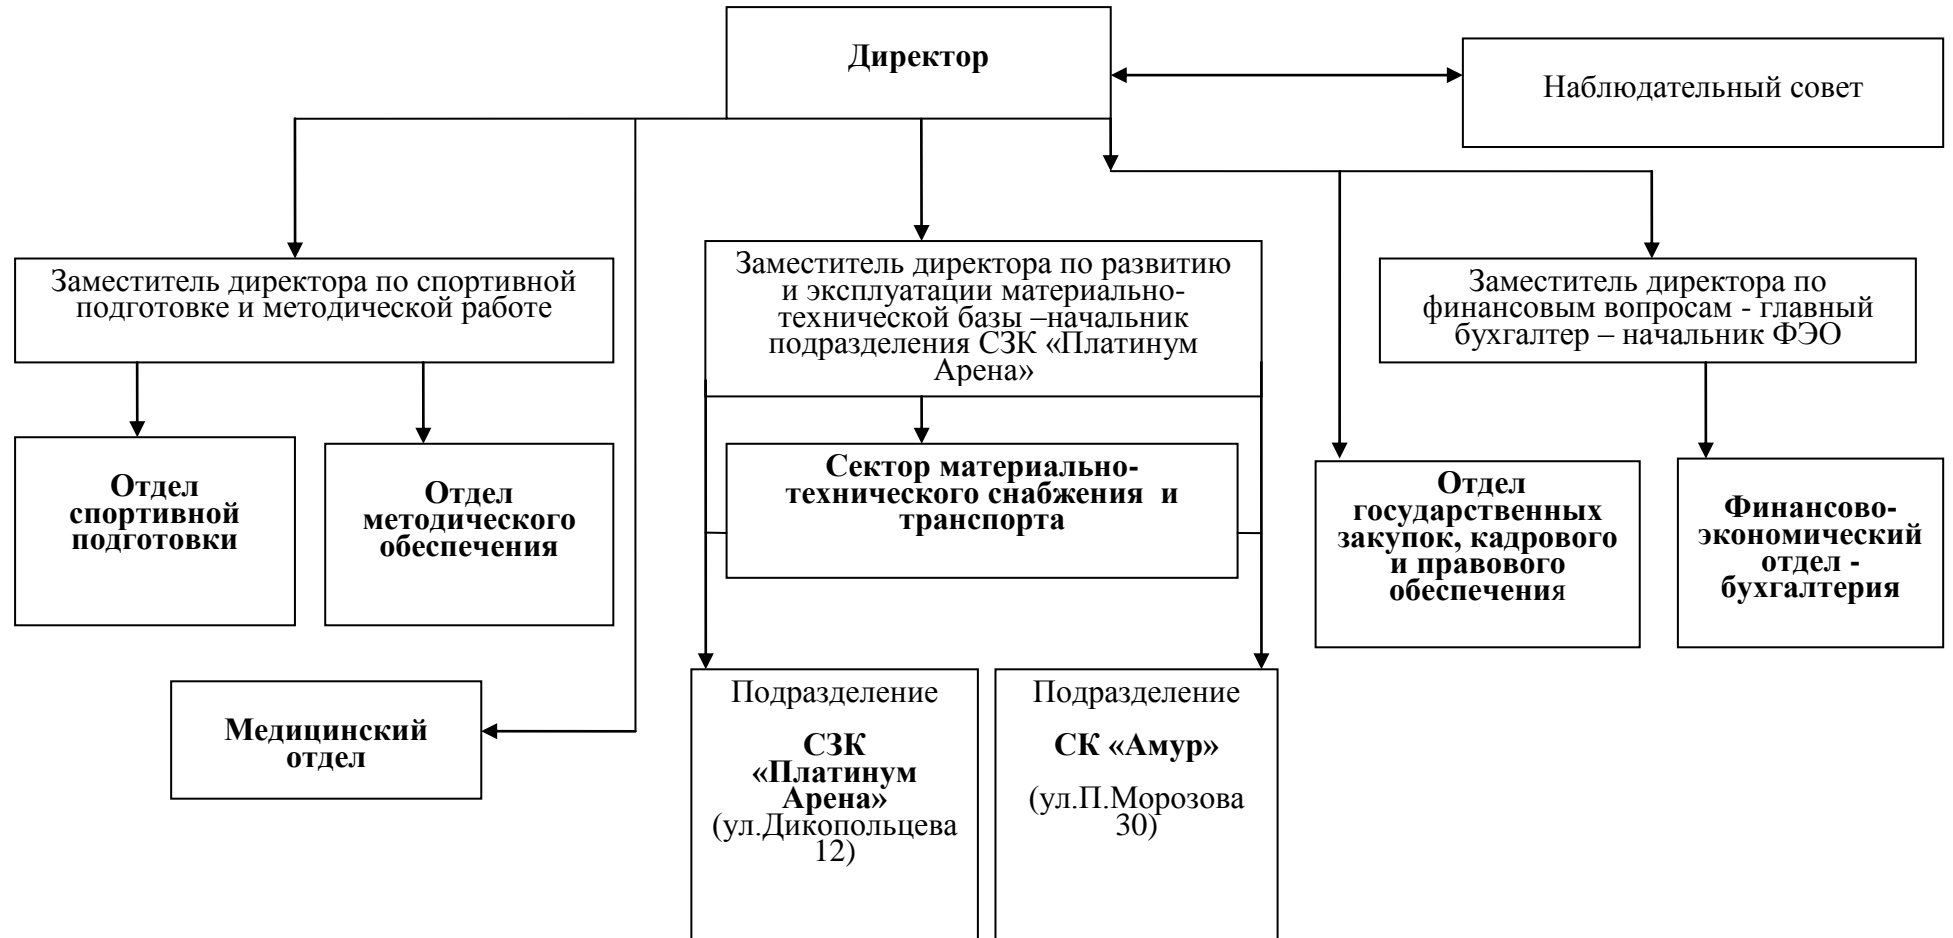 Директор
Наблюдательный совет
Заместитель директора по спортивной
подготовке и методической работе
Заместитель директора по развитию
и эксплуатации материально-
технической базы –начальник
подразделения СЗК «Платинум
Арена»
Заместитель директора по
финансовым вопросам - главный
бухгалтер – начальник ФЭО
Отдел
спортивной
подготовки
Отдел
методического
обеспечения
Сектор материально-
технического снабжения  и
транспорта
Отдел
государственных
закупок, кадрового
и правового
обеспечения
Финансово-
экономический
отдел -
бухгалтерия
Медицинский
отдел
Подразделение
СЗК
«Платинум
Арена»
(ул.Дикопольцева
12)
Подразделение
СК «Амур»
(ул.П.Морозова
30)